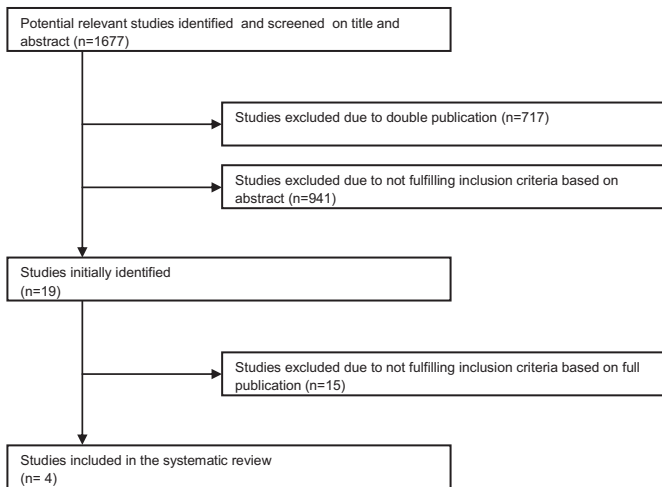 Potential relevant studies identified and screened on title and
abstract (n=1677)
Studies excluded due to double publication (n=717)
Studies excluded due to not fulfilling inclusion criteria based on
abstract (n=941)
Studies initially identified
(n=19)
Studies excluded due to not fulfilling inclusion criteria based on full
publication (n=15)
Studies included in the systematic review
(n= 4)